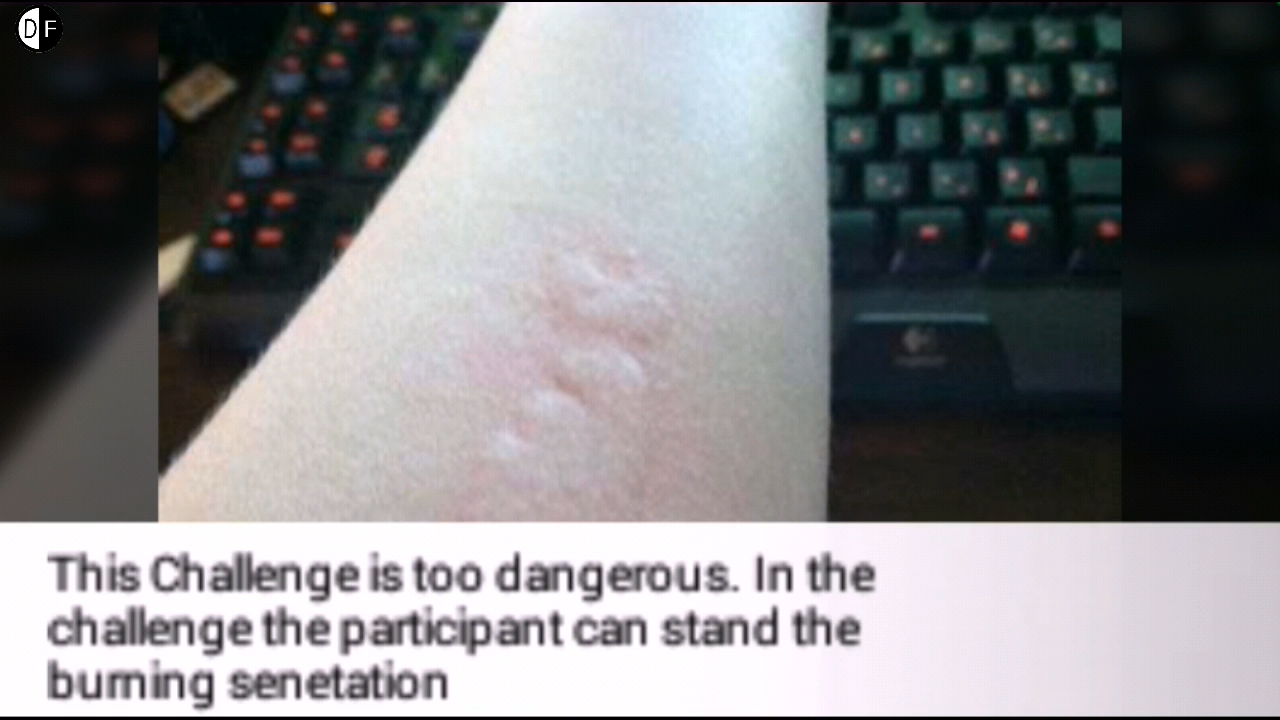 DF
This Challenge is too dangerous. In the
challenge the participant can stand the
burning senetation